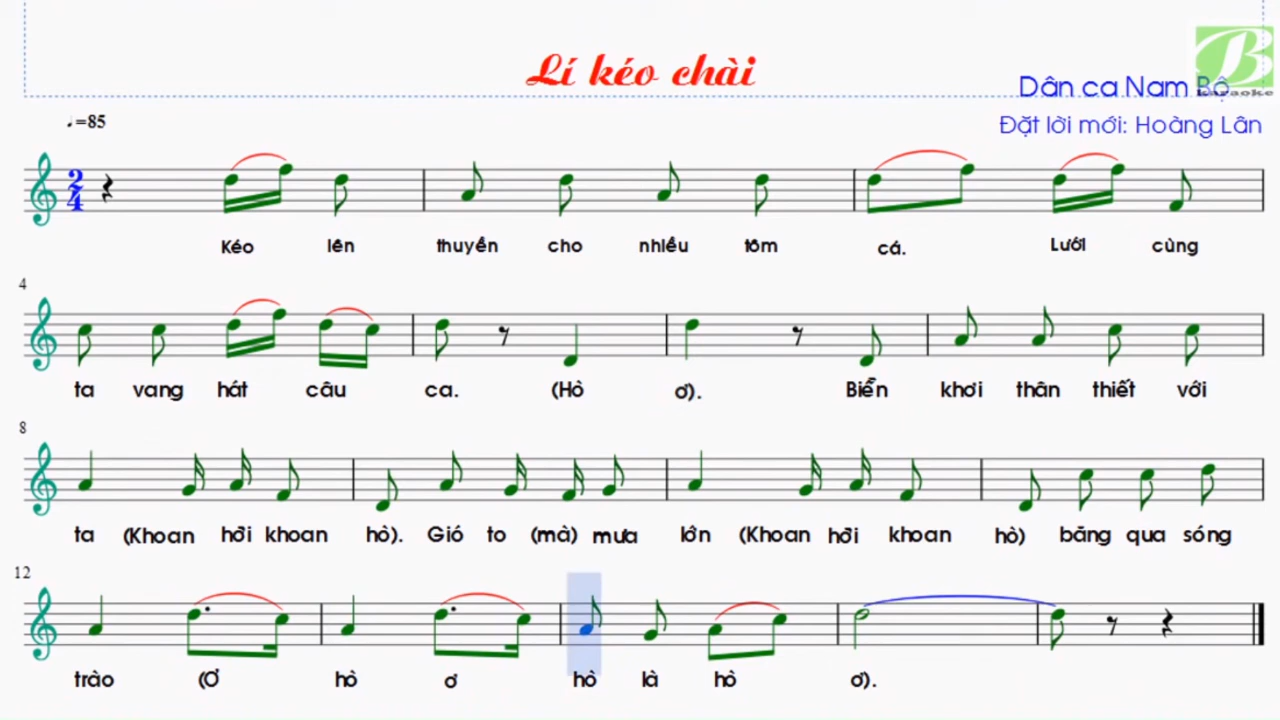 Lí kéo chài
B
karaoke
Dân ca Nam Bộ
♩=85
Đặt lời mới: Hoàng Lân
2
4
Kéo lên thuyền cho nhiều tôm cá. Lưới cùng
4
ta vang hát câu ca. (Hò ơ). Biển khơi thân thiết với
8
ta (Khoan hỡi khoan hò). Gió to (mà) mưa lớn (Khoan hỡi khoan hò) băng qua sóng
12
trào (Ơ hò ơ hò là hò ơ).